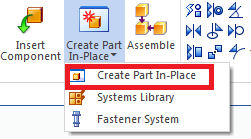 Insert
Component
Create Part
In-Place
Assemble
Create Part In-Place
Systems Library
Fastener System